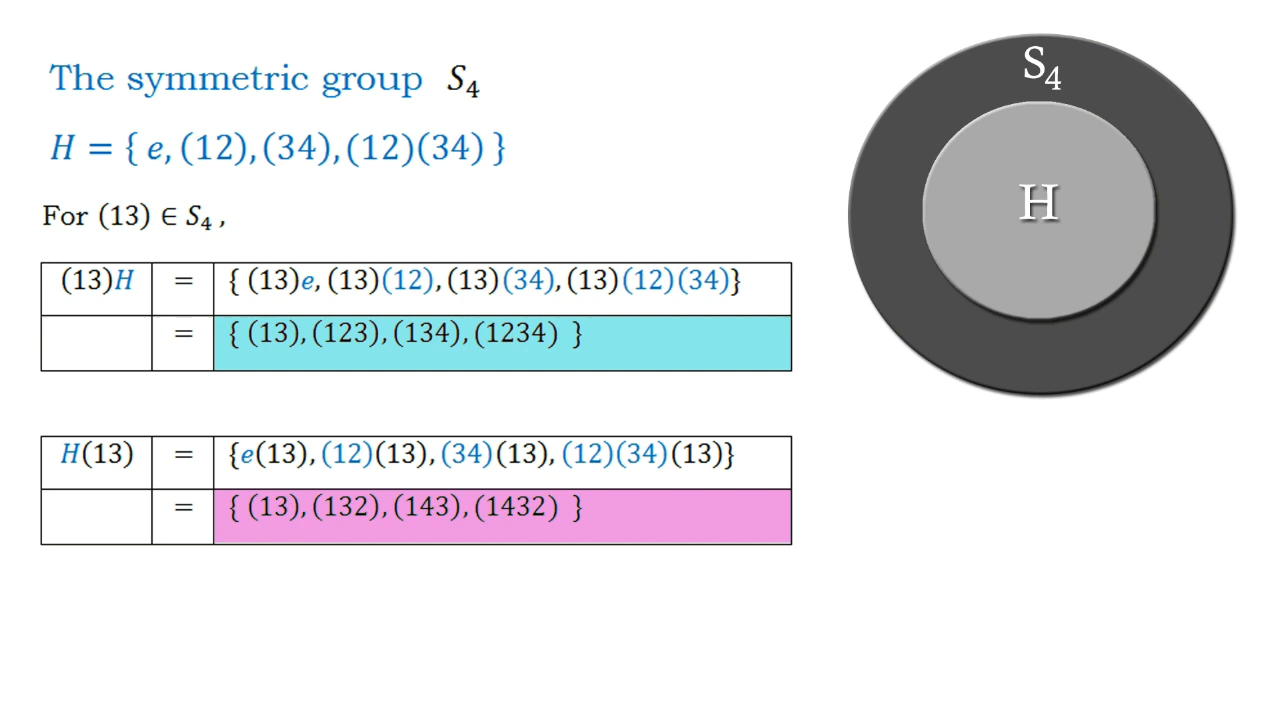 The symmetric group S₄
H = { e, (12), (34), (12)(34) }
For (13) ∈ S₄ ,
(13)H = { (13)e, (13)(12), (13)(34), (13)(12)(34)}
= { (13), (123), (134), (1234) }
H(13) = {e(13), (12)(13), (34)(13), (12)(34)(13)}
= { (13), (132), (143), (1432) }
S₄
H